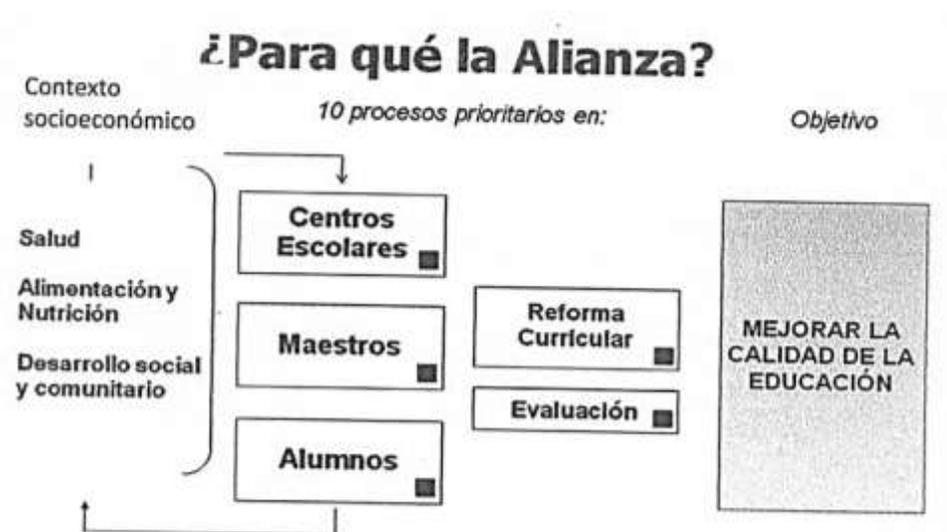 ¿Para qué la Alianza?
Contexto
socioeconómico
10 procesos prioritarios en:
Objetivo
Salud
Alimentación y
Nutrición
Desarrollo social
y comunitario
Centros
Escolares
Maestros
Alumnos
Reforma
Curricular
Evaluación
MEJORAR LA
CALIDAD DE LA
EDUCACIÓN